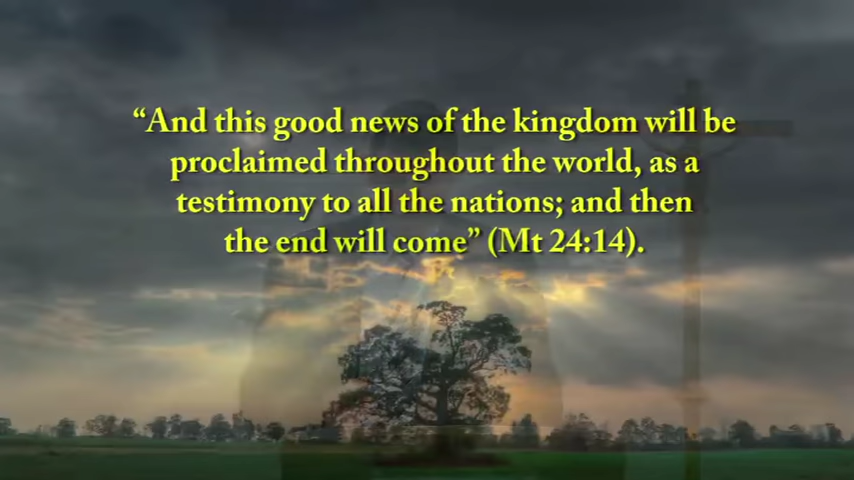 “And this good news of the kingdom will be
proclaimed throughout the world, as a
testimony to all the nations; and then
the end will come” (Mt 24:14).